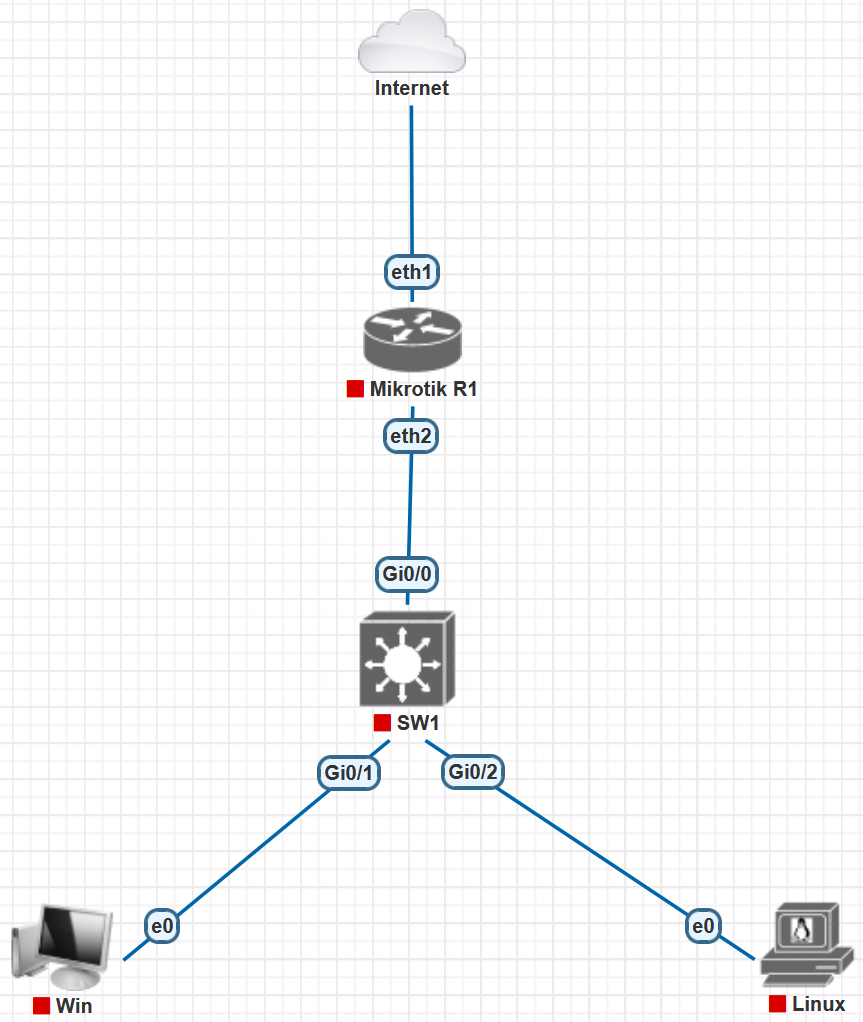 Internet
eth1
Mikrotik R1
eth2
Gi0/0
SW1
Gi0/1
Gi0/2
e0
e0
Win
Linux